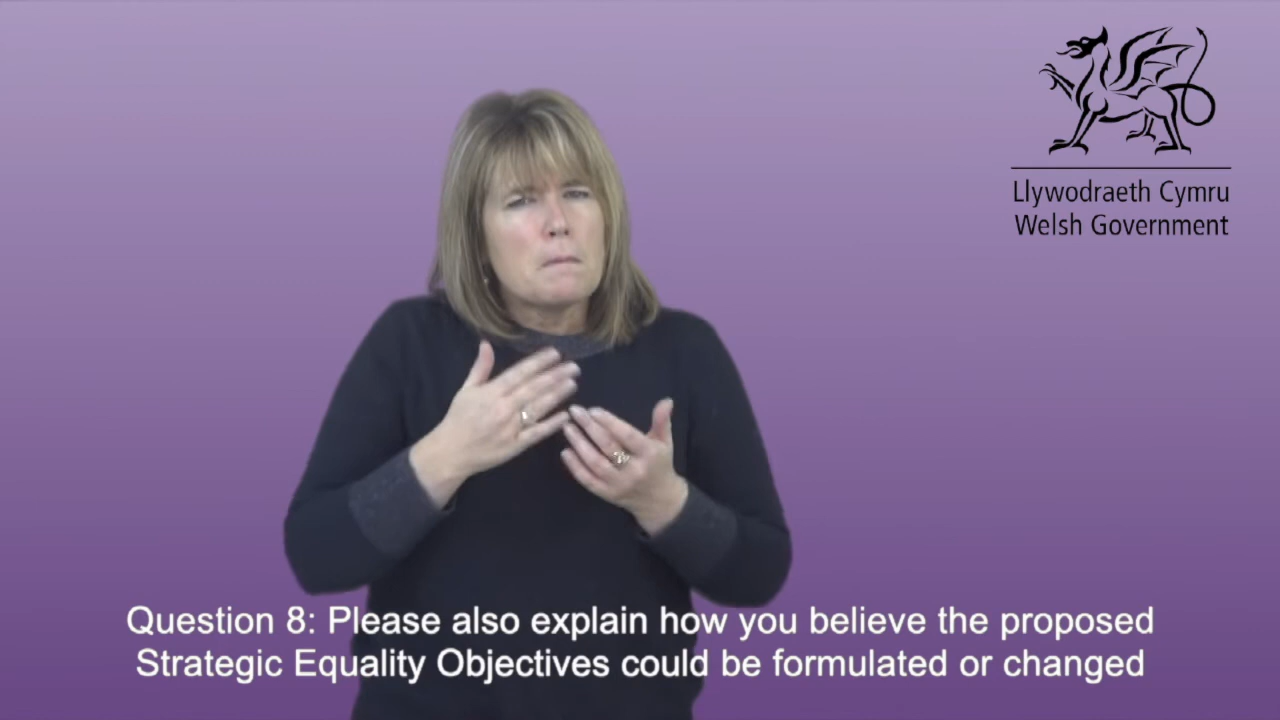 Llywodraeth Cymru
Welsh Government
Question 8: Please also explain how you believe the proposed
Strategic Equality Objectives could be formulated or changed